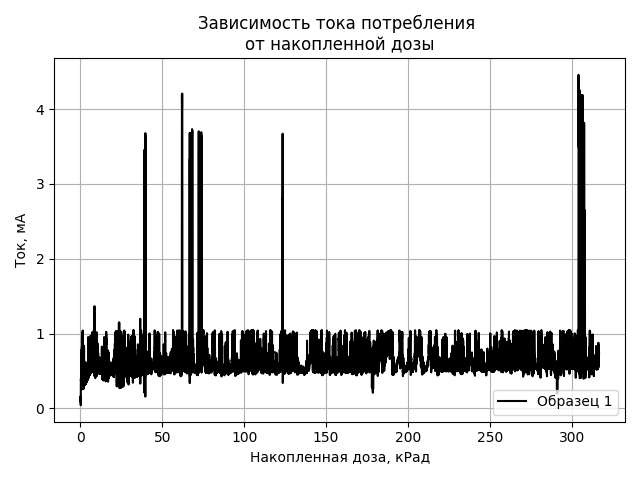 Зависимость тока потребления
от накопленной дозы
Ток, мА
4
3
2
1
0
0 50 100 150 200 250 300
Накопленная доза, кРад
Образец 1